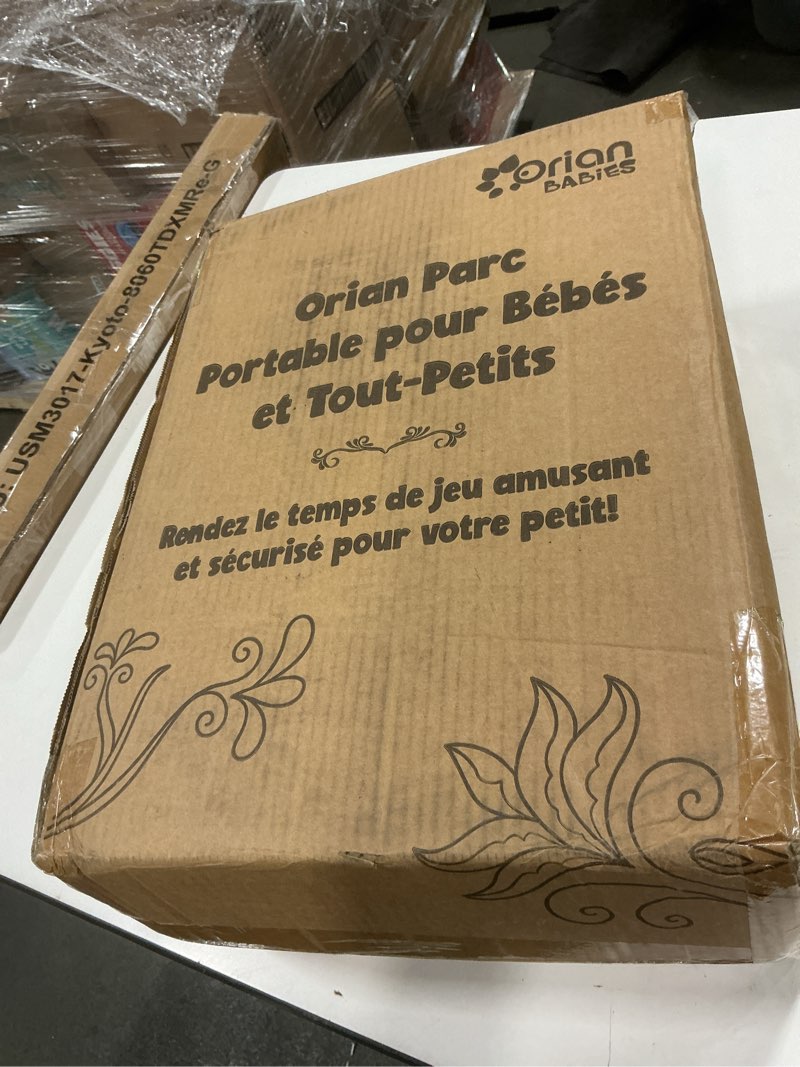 Orian
BABiES
Orian Parc
Portable pour Bébés
et Tout-Petits
Rendez le temps de jeu amusant
et sécurisé pour votre petit!
: USM3017-Kyoto-8060TDXMRe-G